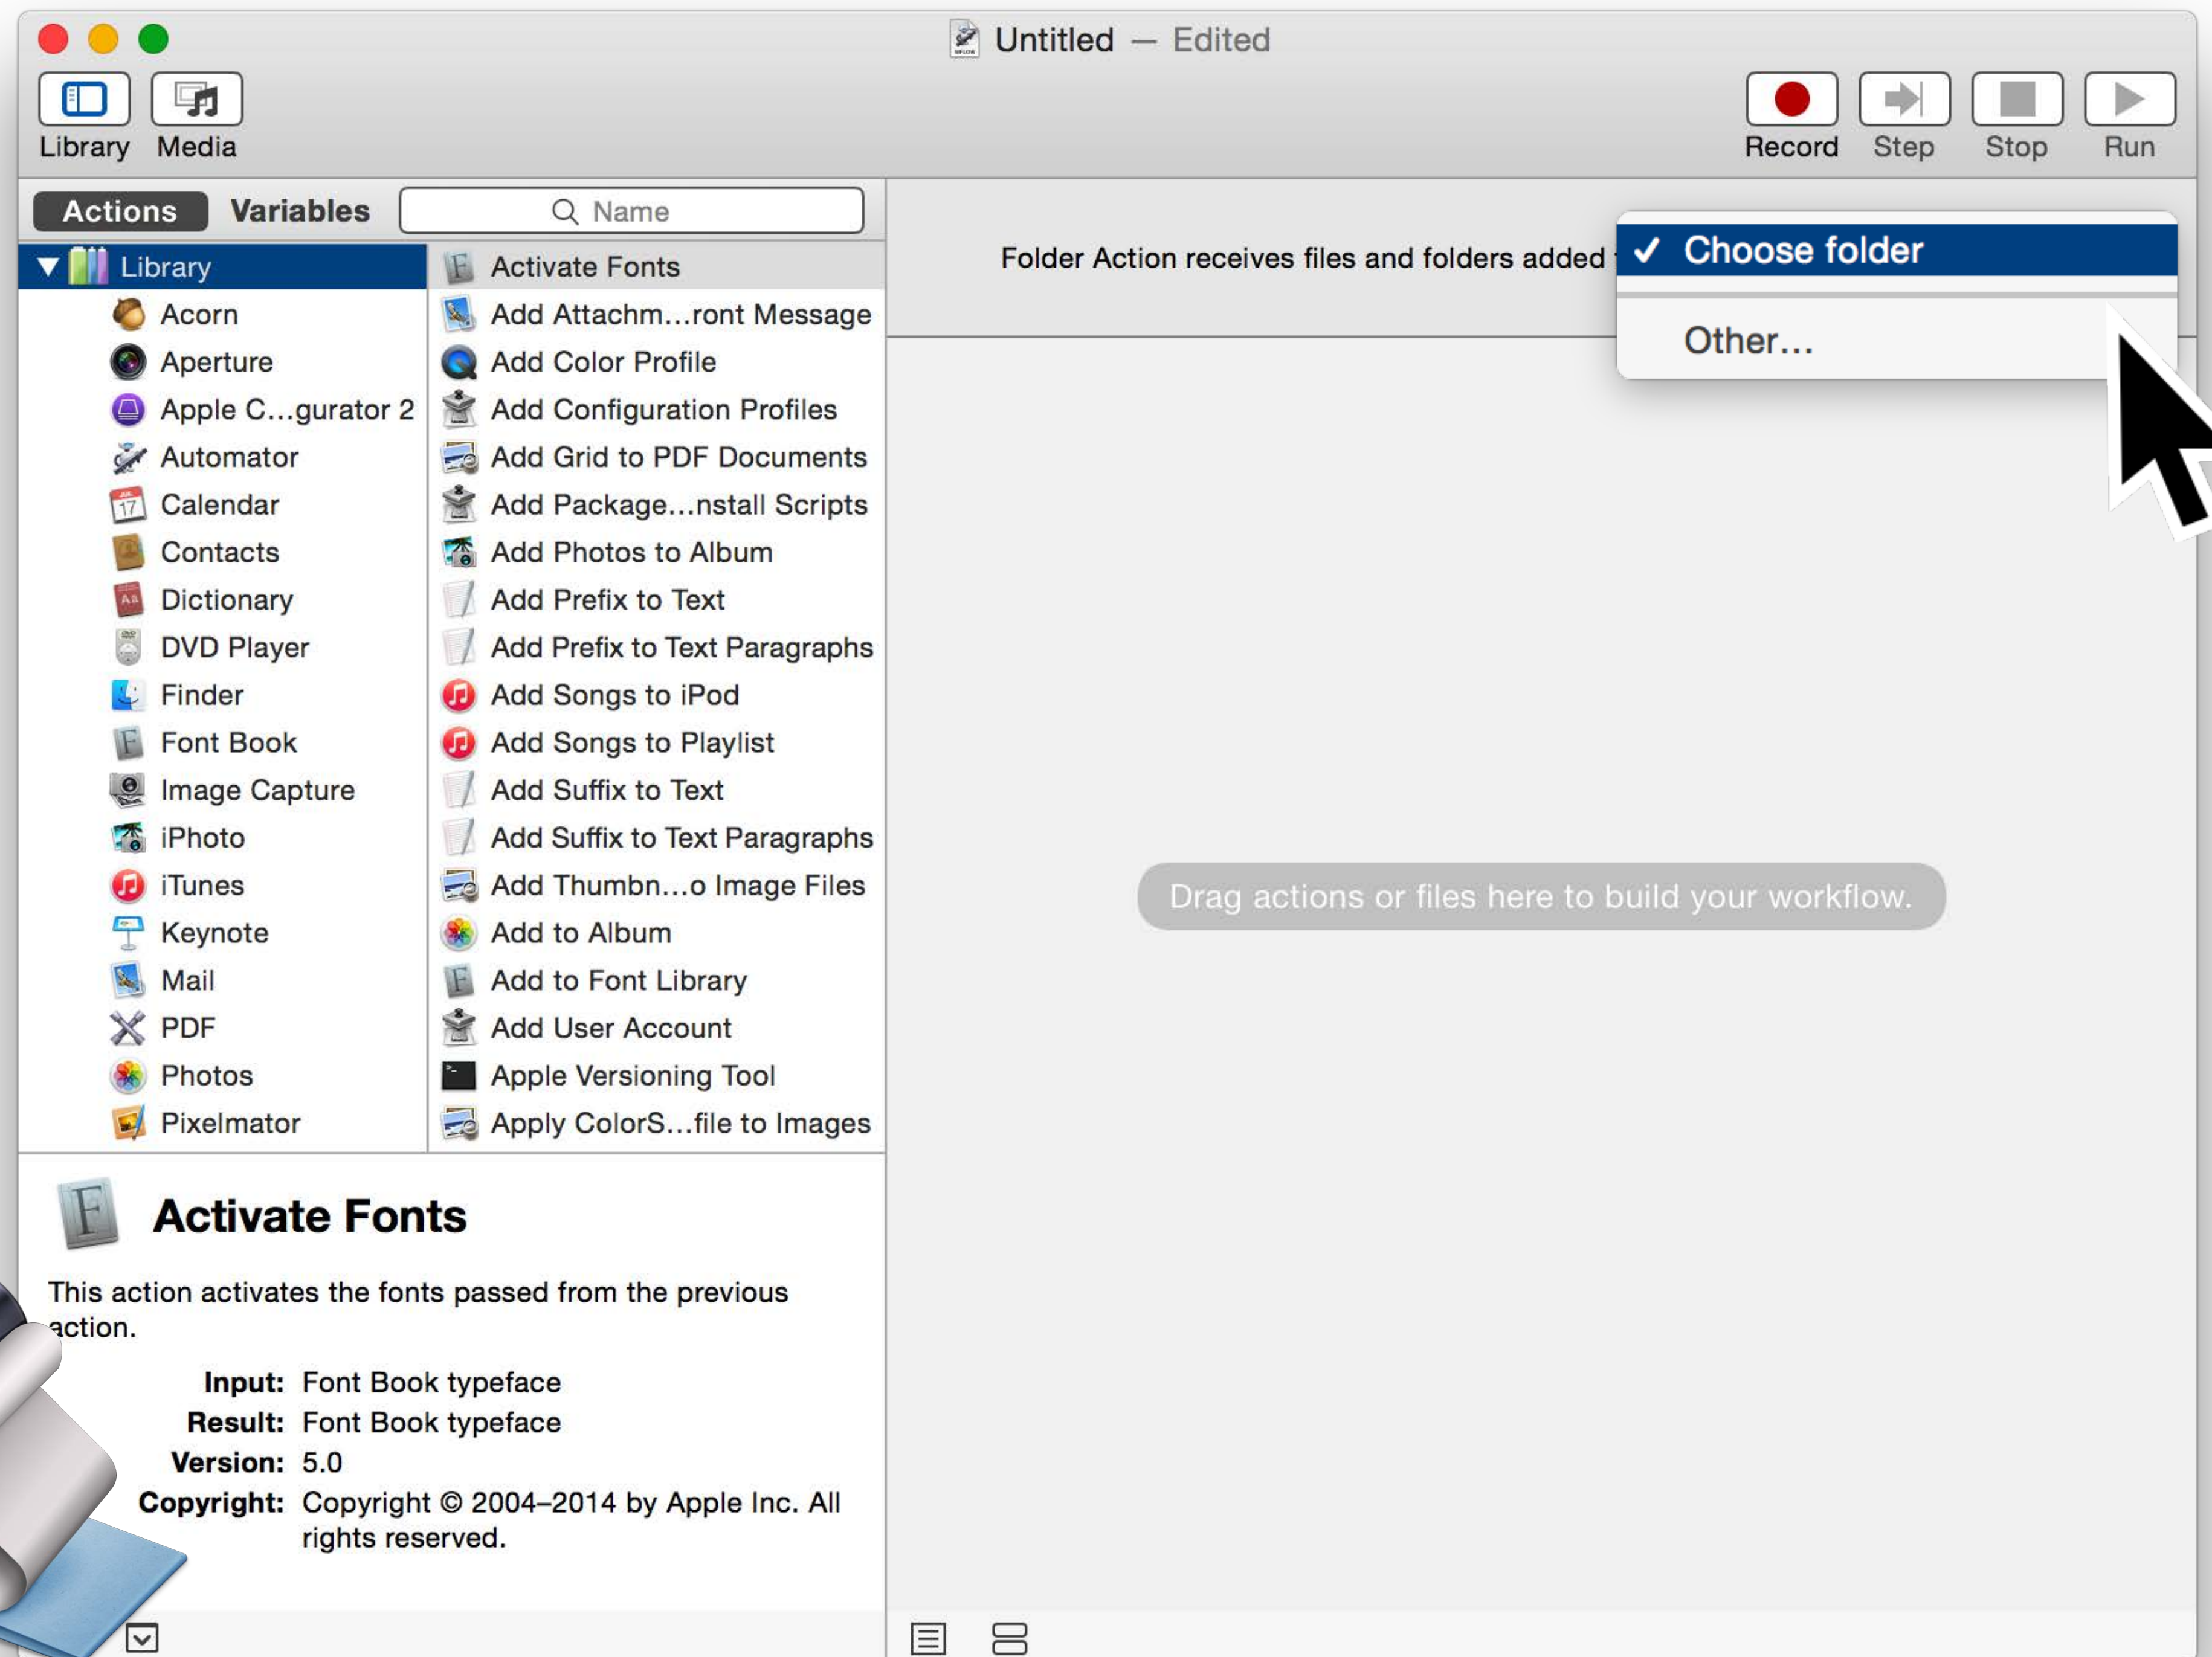 Untitled — Edited
Library Media
Record Step Stop Run
Actions Variables Name
Library
Acorn
Aperture
Apple C...gurator 2
Automator
Calendar
Contacts
Dictionary
DVD Player
Finder
Font Book
Image Capture
iPhoto
iTunes
Keynote
Mail
PDF
Photos
Pixelmator
Activate Fonts
Add Attachm...ront Message
Add Color Profile
Add Configuration Profiles
Add Grid to PDF Documents
Add Package...nstall Scripts
Add Photos to Album
Add Prefix to Text
Add Prefix to Text Paragraphs
Add Songs to iPod
Add Songs to Playlist
Add Suffix to Text
Add Suffix to Text Paragraphs
Add Thumbn...o Image Files
Add to Album
Add to Font Library
Add User Account
Apple Versioning Tool
Apply ColorS...file to Images
Activate Fonts
This action activates the fonts passed from the previous
action.
Input: Font Book typeface
Result: Font Book typeface
Version: 5.0
Copyright: Copyright © 2004–2014 by Apple Inc. All
rights reserved.
Folder Action receives files and folders added
✓ Choose folder
Other...
Drag actions or files here to build your workflow.